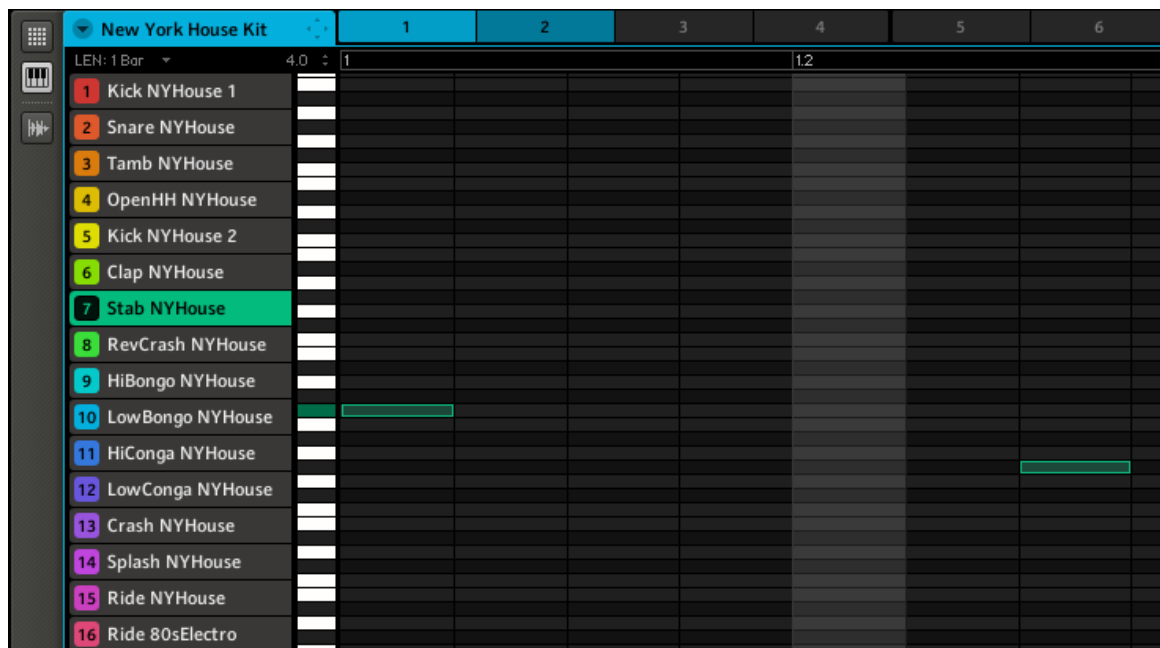 New York House Kit 1 2 3 4 5 6
LEN: 1 Bar 4.0 1 1.2
1 Kick NYHouse 1
2 Snare NYHouse
3 Tamb NYHouse
4 OpenHH NYHouse
5 Kick NYHouse 2
6 Clap NYHouse
7 Stab NYHouse
8 RevCrash NYHouse
9 HiBongo NYHouse
10 LowBongo NYHouse
11 HiConga NYHouse
12 LowConga NYHouse
13 Crash NYHouse
14 Splash NYHouse
15 Ride NYHouse
16 Ride 80sElectro